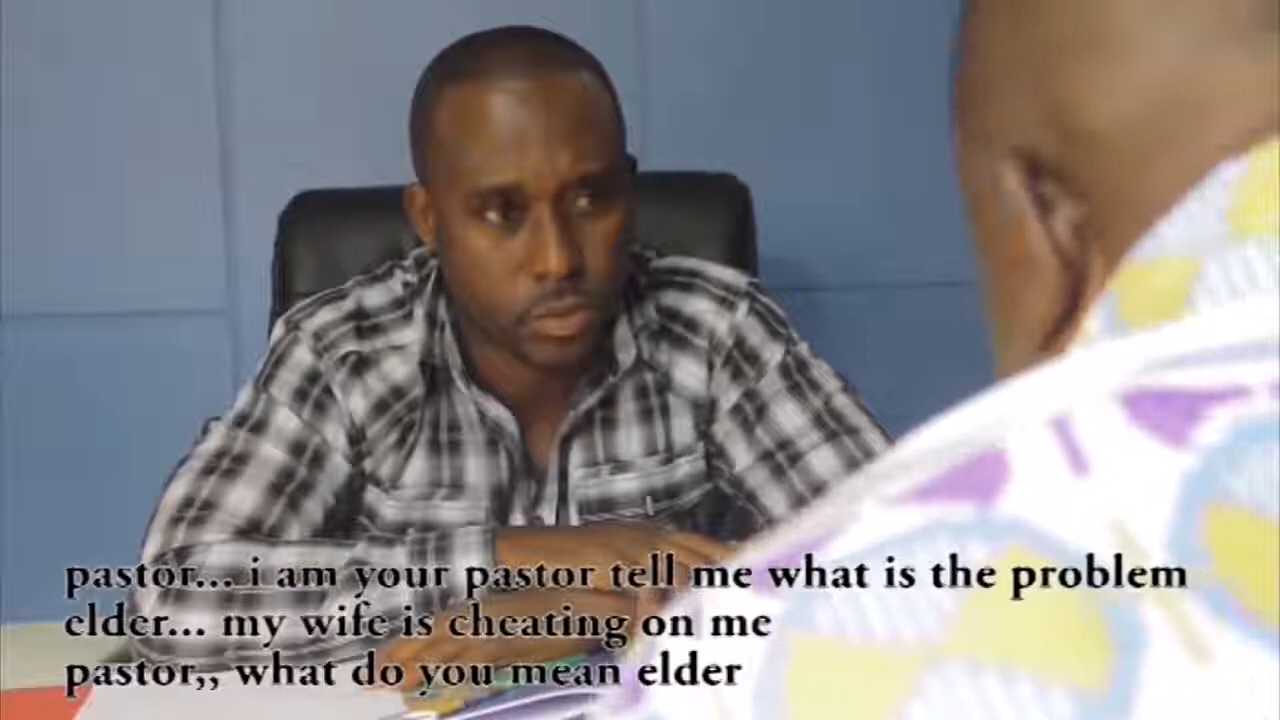 pastor... i am your pastor tell me what is the problem
elder... my wife is cheating on me
pastor,, what do you mean elder